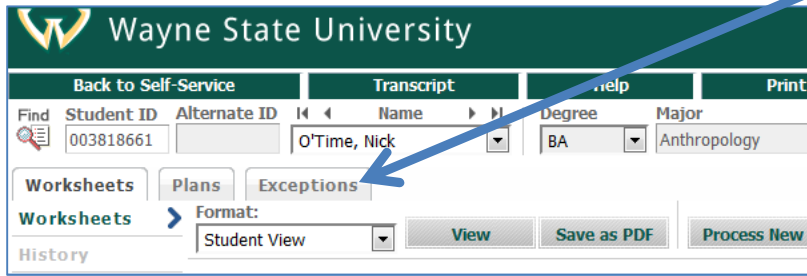 Wayne State University
Back to Self-Service Transcript Help Print
Find Student ID Alternate ID Name Degree Major
003818661 O'Time, Nick BA Anthropology
Worksheets Plans Exceptions
Worksheets Format:
Student View View Save as PDF Process New
History